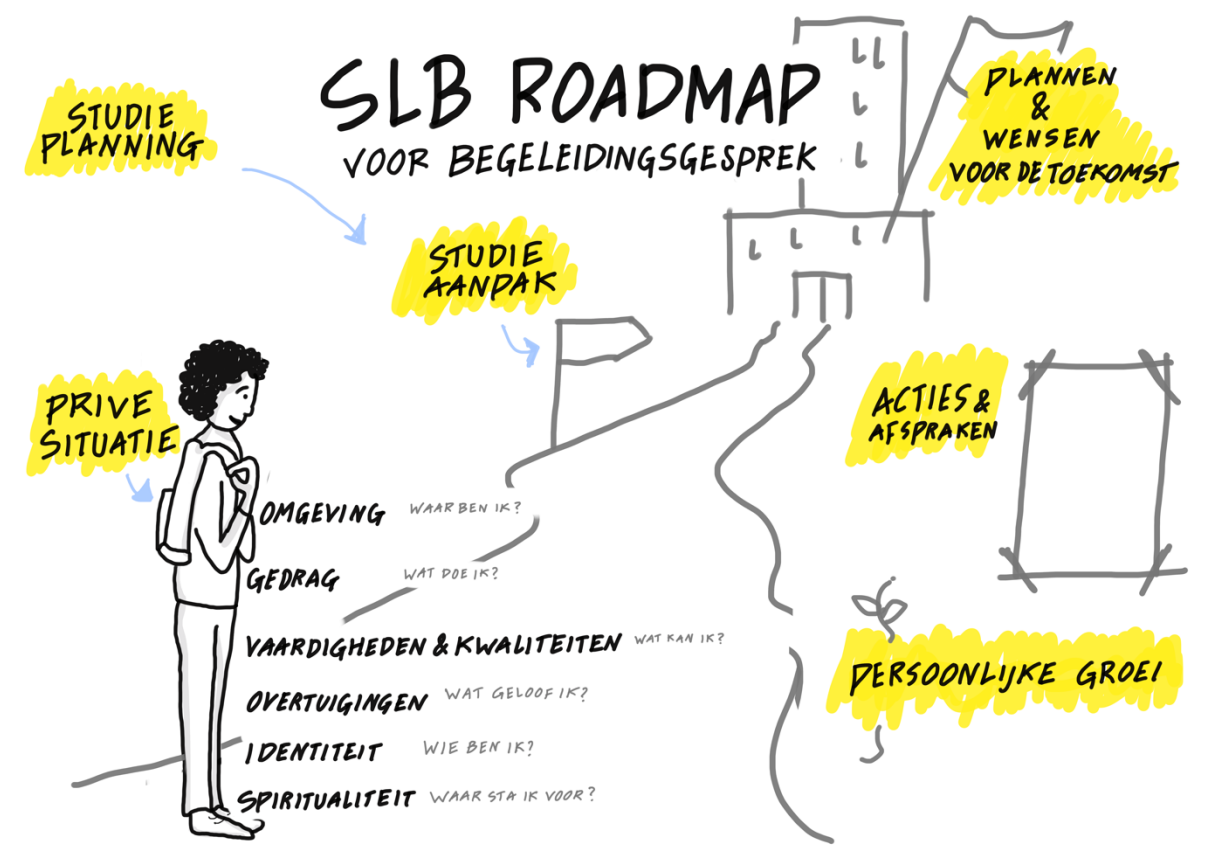 SLB ROADMAP
VOOR BEGELEIDINGSGESPREK
STUDIE
PLANNING
PLANNEN
&
WENSEN
VOOR DE TOEKOMST
STUDIE
AANPAK
PRIVE
SITUATIE
ACTIES &
AFSPRAKEN
OMGEVING WAAR BEN IK?
GEDRAG WAT DOE IK?
VAARDIGHEDEN & KWALITEITEN WAT KAN IK?
OVERTUIGINGEN WAT GELOOF IK?
IDENTITEIT WIE BEN IK?
SPIRITUALITEIT WAAR STA IK VOOR?
PERSOONLIJKE GROEI